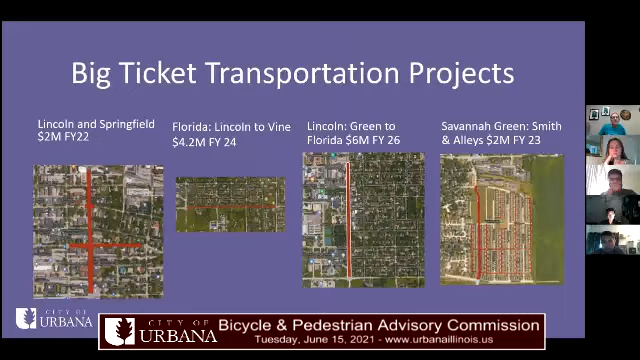 Big Ticket Transportation Projects
Lincoln and Springfield
$2M FY22
Florida: Lincoln to Vine
$4.2M FY 24
Lincoln: Green to
Florida $6M FY 26
Savannah Green: Smith
& Alleys $2M FY 23
CITY OF
URBANA
CITY OF
URBANA
Bicycle & Pedestrian Advisory Commission
Tuesday, June 15, 2021 - www.urbanaillinois.us